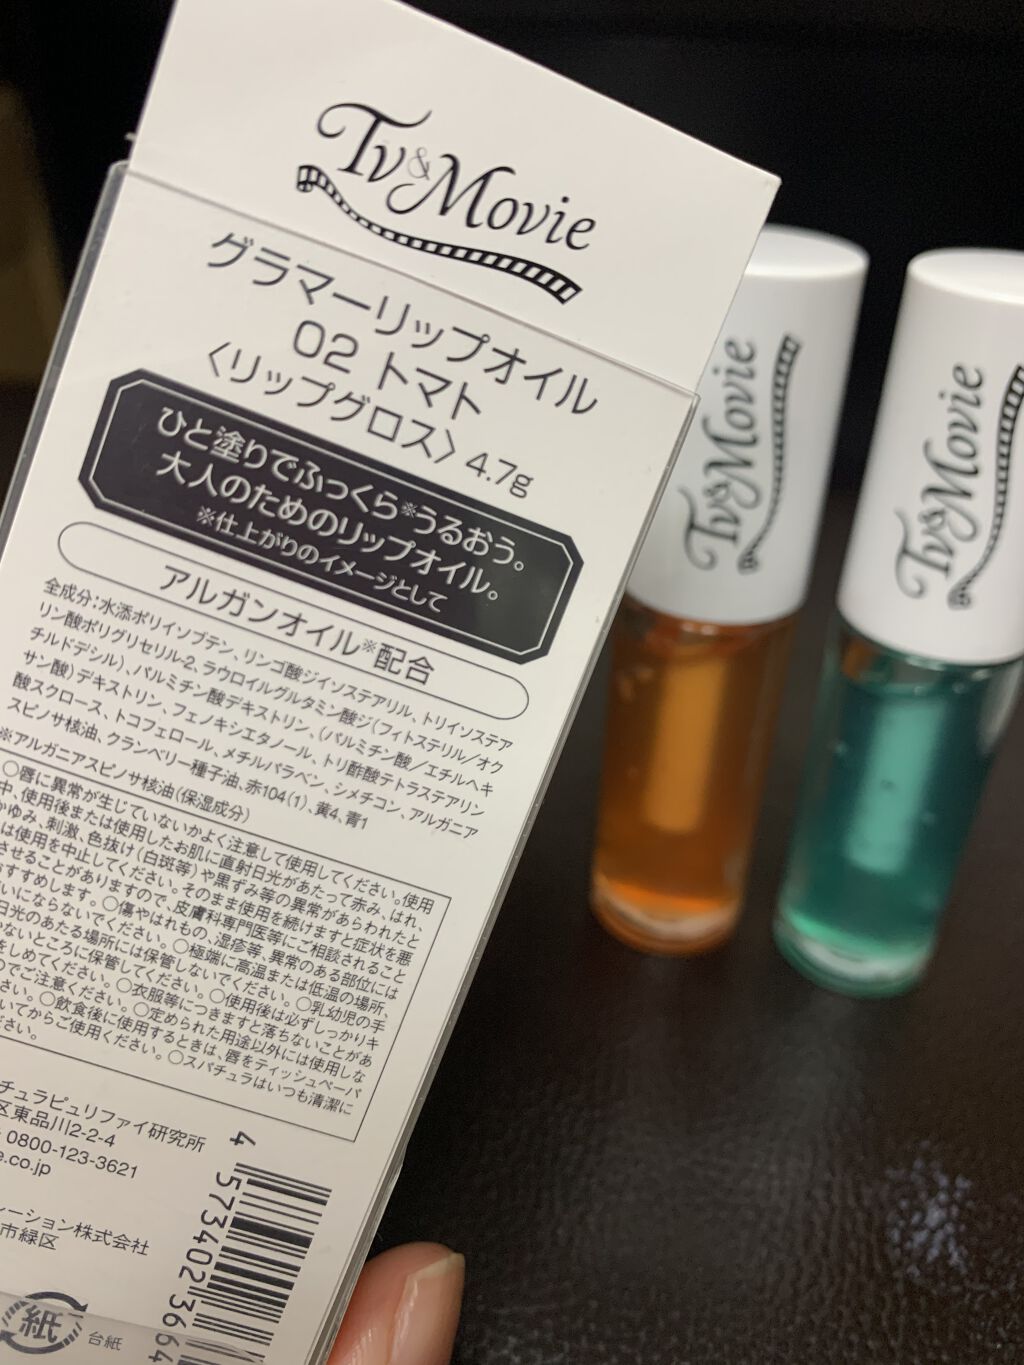 Tv&Movie
グラマーリップオイル
02 トマト
〈リップグロス〉4.7g
ひと塗りでふっくら※うるおう。
大人のためのリップオイル。
※仕上がりのイメージとして
アルガンオイル※配合
全成分:水添ポリイソブテン、リンゴ酸ジイソステアリル、トリイソステア
リン酸ポリグリセリル-2、ラウロイルグルタミン酸ジ(フィトステリル/オク
チルドデシル)、パルミチン酸デキストリン、(パルミチン酸/エチルヘキ
サン酸)デキストリン、フェノキシエタノール、トリ酢酸テトラステアリン
酸スクロース、トコフェロール、メチルパラベン、シメチコン、アルガニア
スピノサ核油、クランベリー種子油、赤104(1)、黄4、青1
※アルガニアスピノサ核油(保湿成分)
○唇に異常が生じていないかよく注意して使用してください。使用
中、使用後または使用したお肌に直射日光があたって赤み、はれ、
かゆみ、刺激、色抜け(白斑等)や黒ずみ等の異常があらわれたと
は使用を中止してください。そのまま使用を続けますと症状を悪
させることがありますので、皮膚科専門医等にご相談されること
おすすめします。○傷やはれもの、湿疹等、異常のある部位には
いにならないでください。○極端に高温または低温の場所、
日光のあたる場所には保管しないでください。○乳幼児の手
かないところに保管してください。○使用後は必ずしっかりキ
をしめてください。○衣服等につきますと落ちないことがあ
のでご注意ください。○定められた用途以外には使用しな
さい。○飲食後に使用するときは、唇をティッシュペーパ
いてからご使用ください。○スパチュラはいつも清潔に
ださい。
チュラピュリファイ研究所
区東品川2-2-4
0800-123-3621
e.co.jp
レーション株式会社
市緑区
4 573402 3664
紙
台紙
Tv&Movie
Tv&Movie